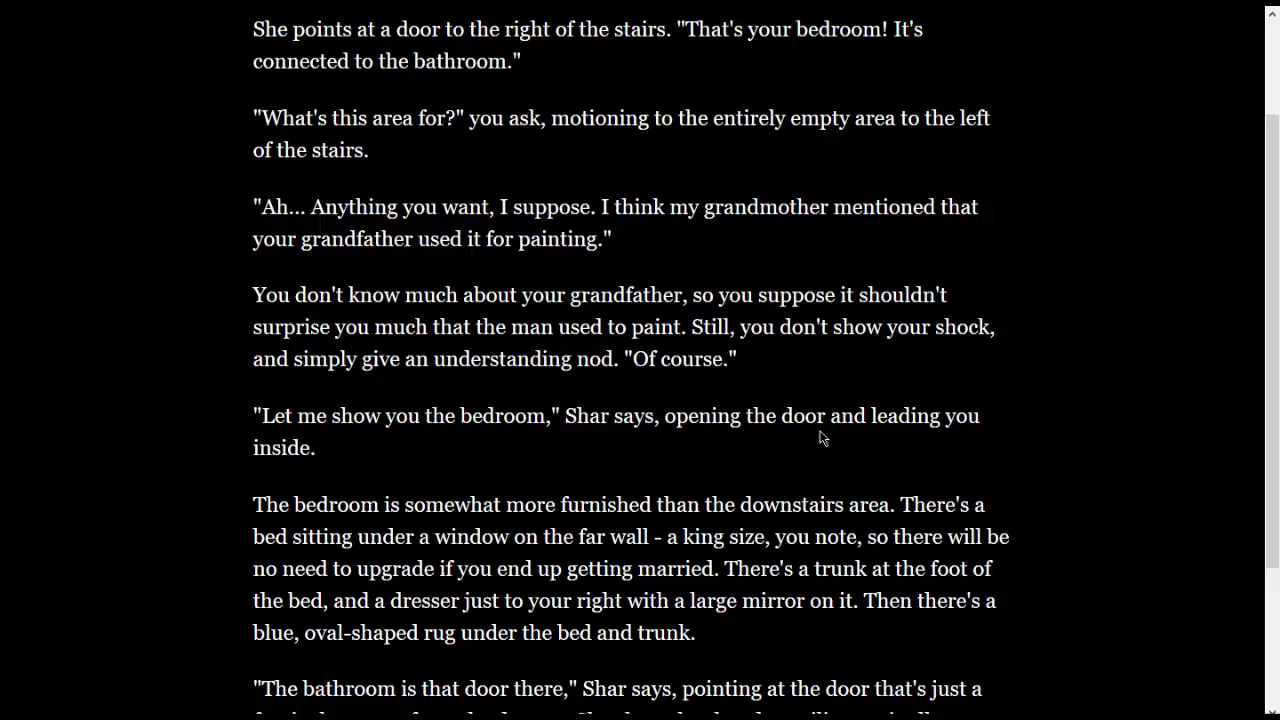 She points at a door to the right of the stairs. "That's your bedroom! It's
connected to the bathroom."
"What's this area for?" you ask, motioning to the entirely empty area to the left
of the stairs.
"Ah... Anything you want, I suppose. I think my grandmother mentioned that
your grandfather used it for painting."
You don't know much about your grandfather, so you suppose it shouldn't
surprise you much that the man used to paint. Still, you don't show your shock,
and simply give an understanding nod. "Of course."
"Let me show you the bedroom," Shar says, opening the door and leading you
inside.
The bedroom is somewhat more furnished than the downstairs area. There's a
bed sitting under a window on the far wall - a king size, you note, so there will be
no need to upgrade if you end up getting married. There's a trunk at the foot of
the bed, and a dresser just to your right with a large mirror on it. Then there's a
blue, oval-shaped rug under the bed and trunk.
"The bathroom is that door there," Shar says, pointing at the door that's just a